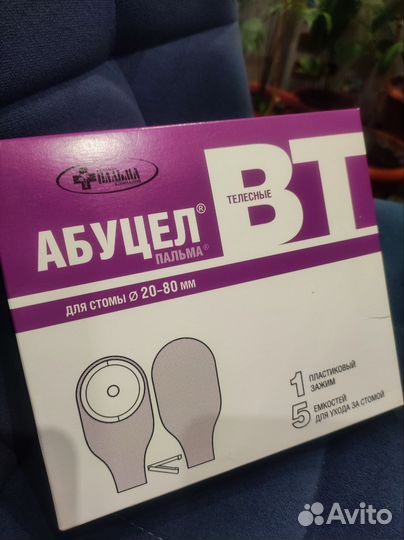 ПАЛЬМА
АБУЦЕЛ®
ПАЛЬМА®
ТЕЛЕСНЫЕ
ВТ
ДЛЯ СТОМЫ Ø 20-80 ММ
1 ПЛАСТИКОВЫЙ
ЗАЖИМ
5 ЕМКОСТЕЙ
ДЛЯ УХОДА ЗА СТОМОЙ
Avito